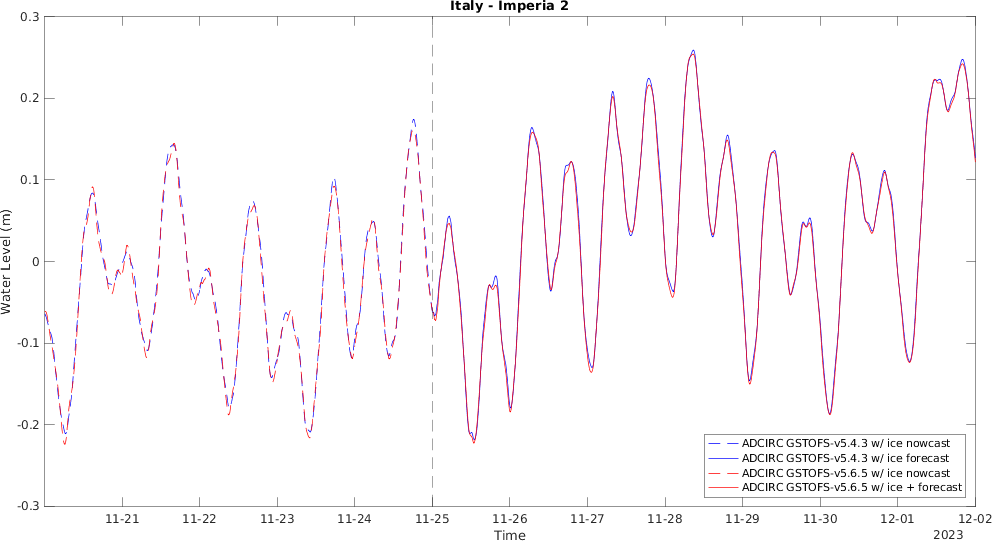 Italy - Imperia 2
0.3
0.2
0.1
0
-0.1
-0.2
-0.3
Water Level (m)
ADCIRC GSTOFS-v5.4.3 w/ ice nowcast
ADCIRC GSTOFS-v5.4.3 w/ ice forecast
ADCIRC GSTOFS-v5.6.5 w/ ice nowcast
ADCIRC GSTOFS-v5.6.5 w/ ice + forecast
11-21 11-22 11-23 11-24 11-25 11-26 11-27 11-28 11-29 11-30 12-01 12-02
Time
2023